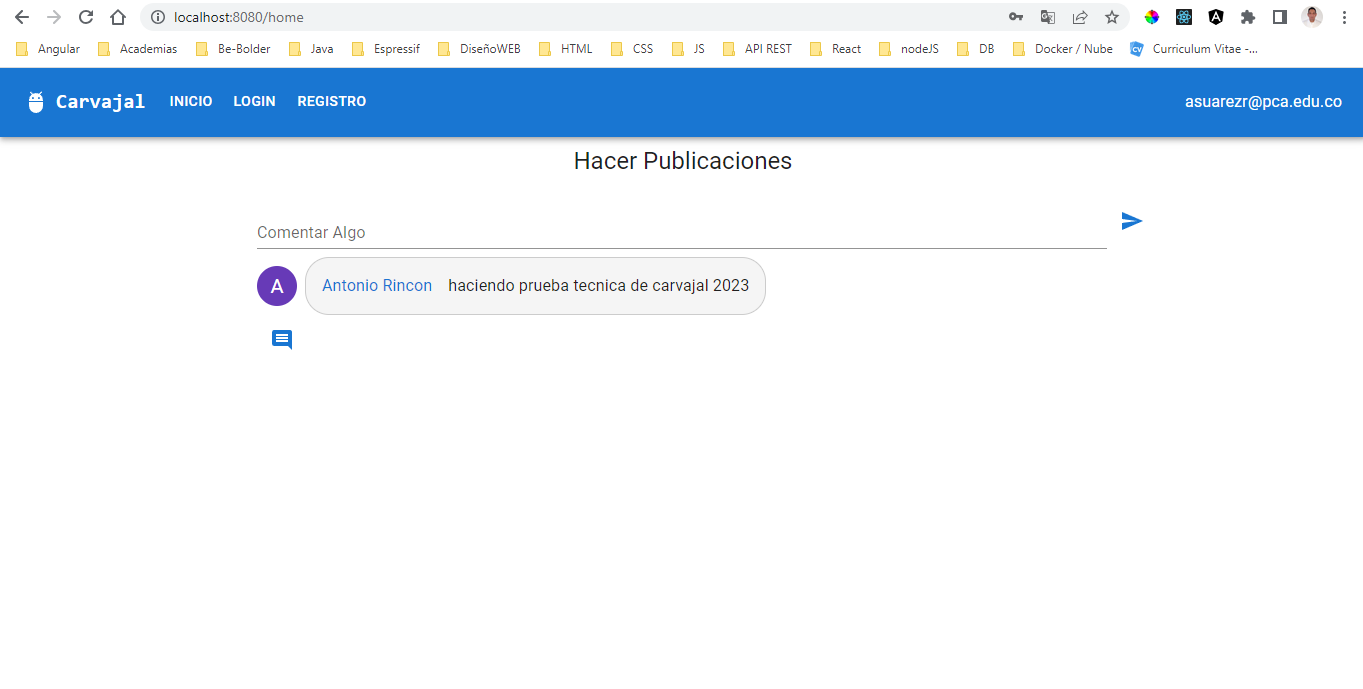 localhost:8080/home
Angular Academias Be-Bolder Java Espressif DiseñoWEB HTML CSS JS API REST React nodeJS DB Docker / Nube CV Curriculum Vitae -...
Carvajal INICIO LOGIN REGISTRO asuarezr@pca.edu.co
Hacer Publicaciones
Comentar Algo
A Antonio Rincon haciendo prueba tecnica de carvajal 2023